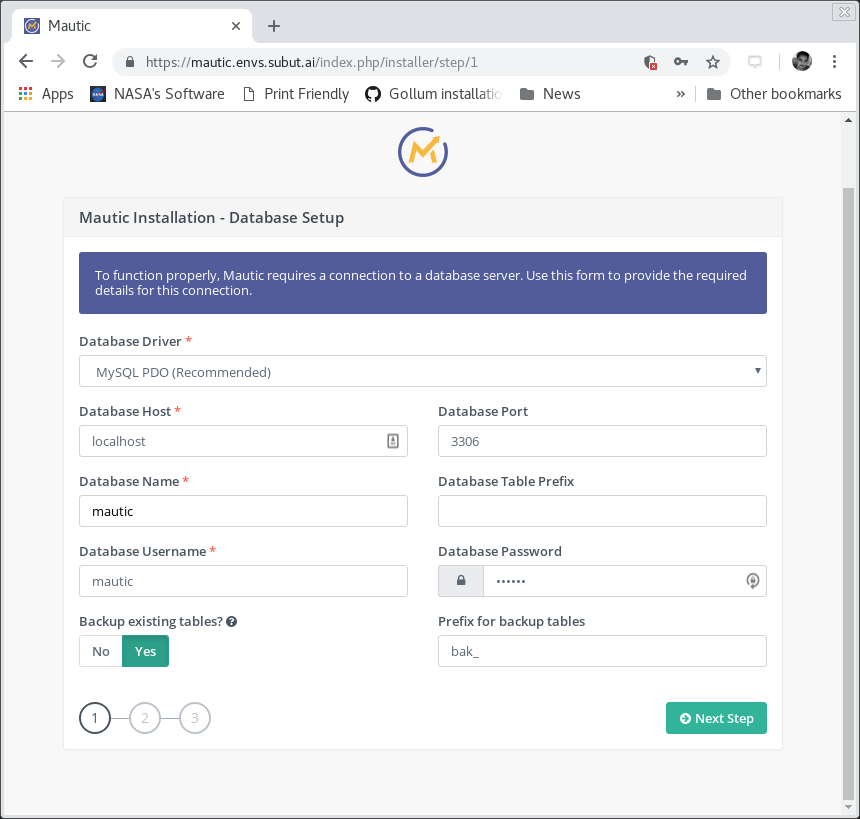 Mautic
https://mautic.envs.subut.ai/index.php/installer/step/1
Apps NASA's Software Print Friendly Gollum installatio News » Other bookmarks
Mautic Installation - Database Setup
To function properly, Mautic requires a connection to a database server. Use this form to provide the required
details for this connection.
Database Driver *
MySQL PDO (Recommended)
Database Host * Database Port
localhost 3306
Database Name * Database Table Prefix
mautic
Database Username * Database Password
mautic ••••••
Backup existing tables? Prefix for backup tables
No Yes bak_
1 2 3 Next Step